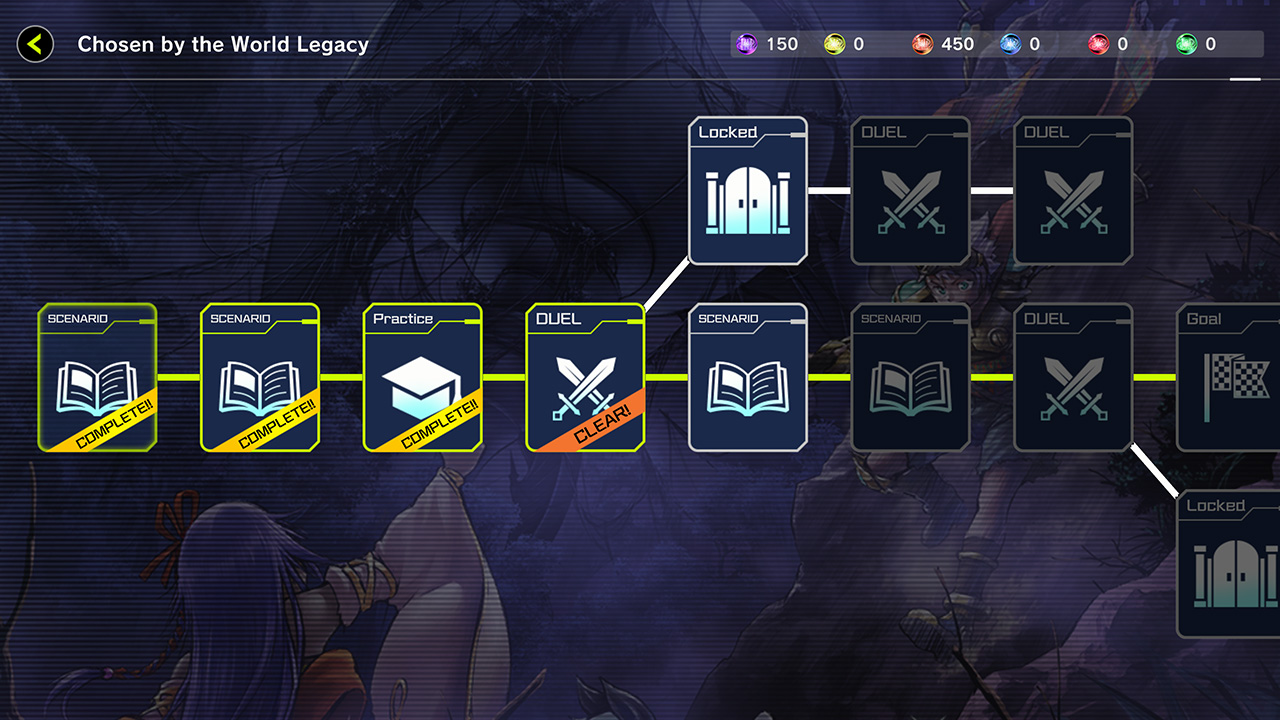 Chosen by the World Legacy
150 0 450 0 0 0
Locked DUEL DUEL
SCENARIO SCENARIO Practice DUEL SCENARIO SCENARIO DUEL Goal
COMPLETE!! COMPLETE!! COMPLETE!! CLEAR!
Locked